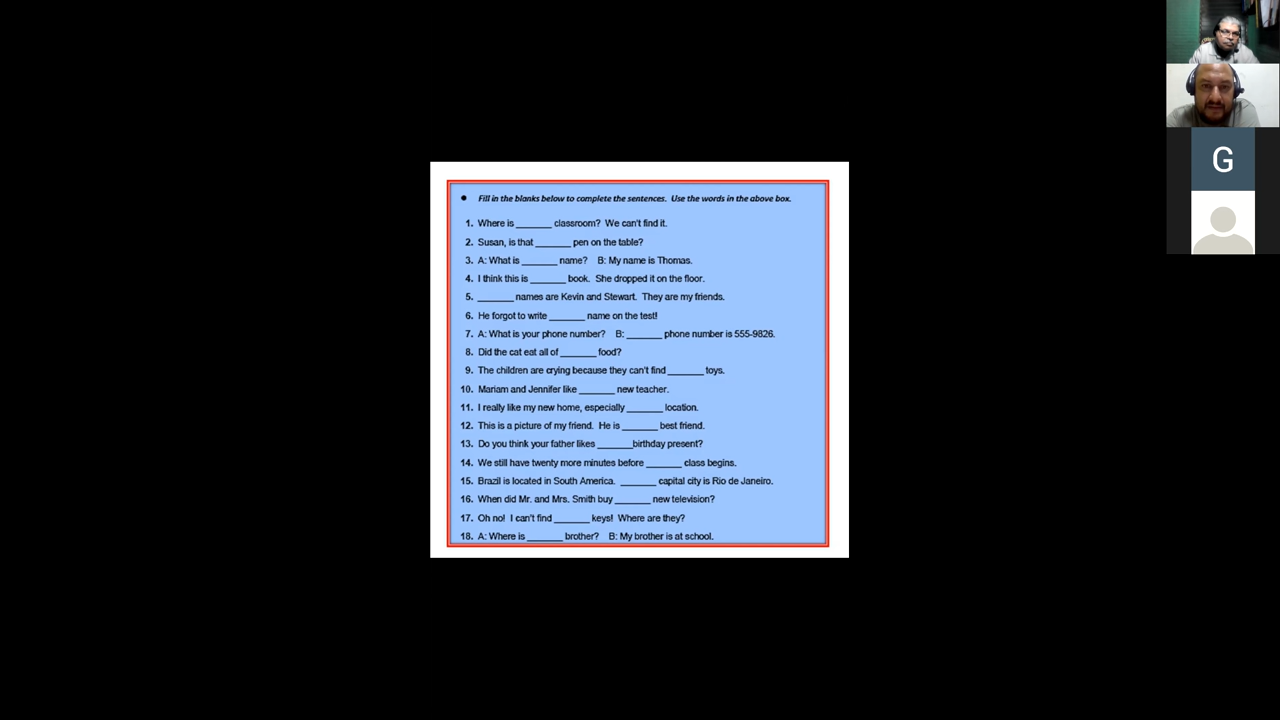 Fill in the blanks below to complete the sentences. Use the words in the above box.
1. Where is _______ classroom? We can't find it.
2. Susan, is that _______ pen on the table?
3. A: What is _______ name? B: My name is Thomas.
4. I think this is _______ book. She dropped it on the floor.
5. _______ names are Kevin and Stewart. They are my friends.
6. He forgot to write _______ name on the test!
7. A: What is your phone number? B: _______ phone number is 555-9826.
8. Did the cat eat all of _______ food?
9. The children are crying because they can't find _______ toys.
10. Mariam and Jennifer like _______ new teacher.
11. I really like my new home, especially _______ location.
12. This is a picture of my friend. He is _______ best friend.
13. Do you think your father likes _______birthday present?
14. We still have twenty more minutes before _______ class begins.
15. Brazil is located in South America. _______ capital city is Rio de Janeiro.
16. When did Mr. and Mrs. Smith buy _______ new television?
17. Oh no! I can't find _______ keys! Where are they?
18. A: Where is _______ brother? B: My brother is at school.
G